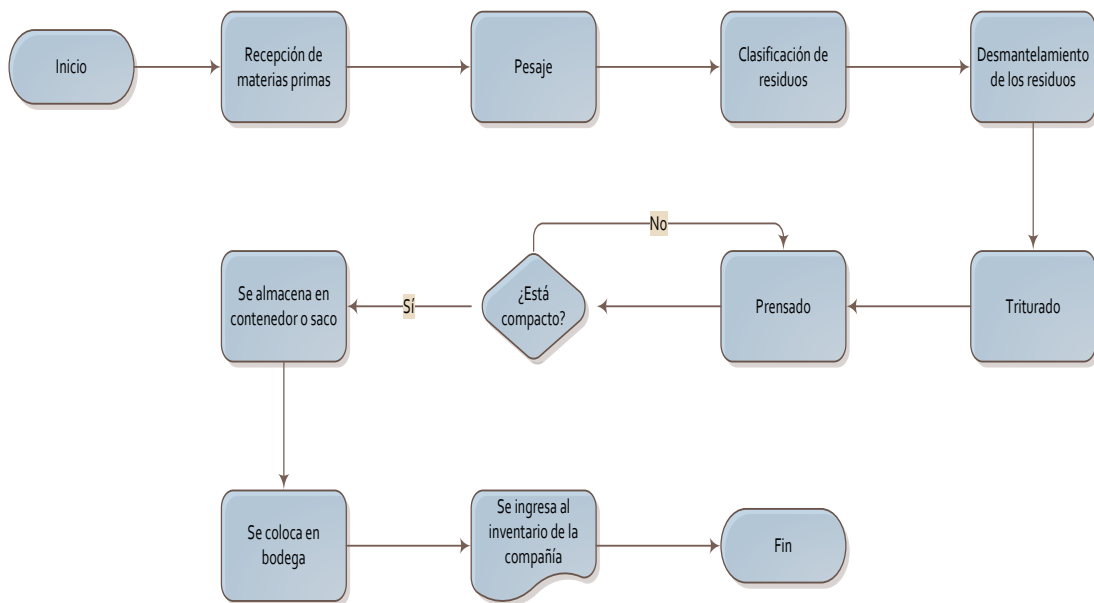 Inicio
Recepción de
materias primas
Pesaje
Clasificación de
residuos
Desmantelamiento
de los residuos
Triturado
Prensado
No
¿Está
compacto?
Sí
Se almacena en
contenedor o saco
Se coloca en
bodega
Se ingresa al
inventario de la
compañía
Fin